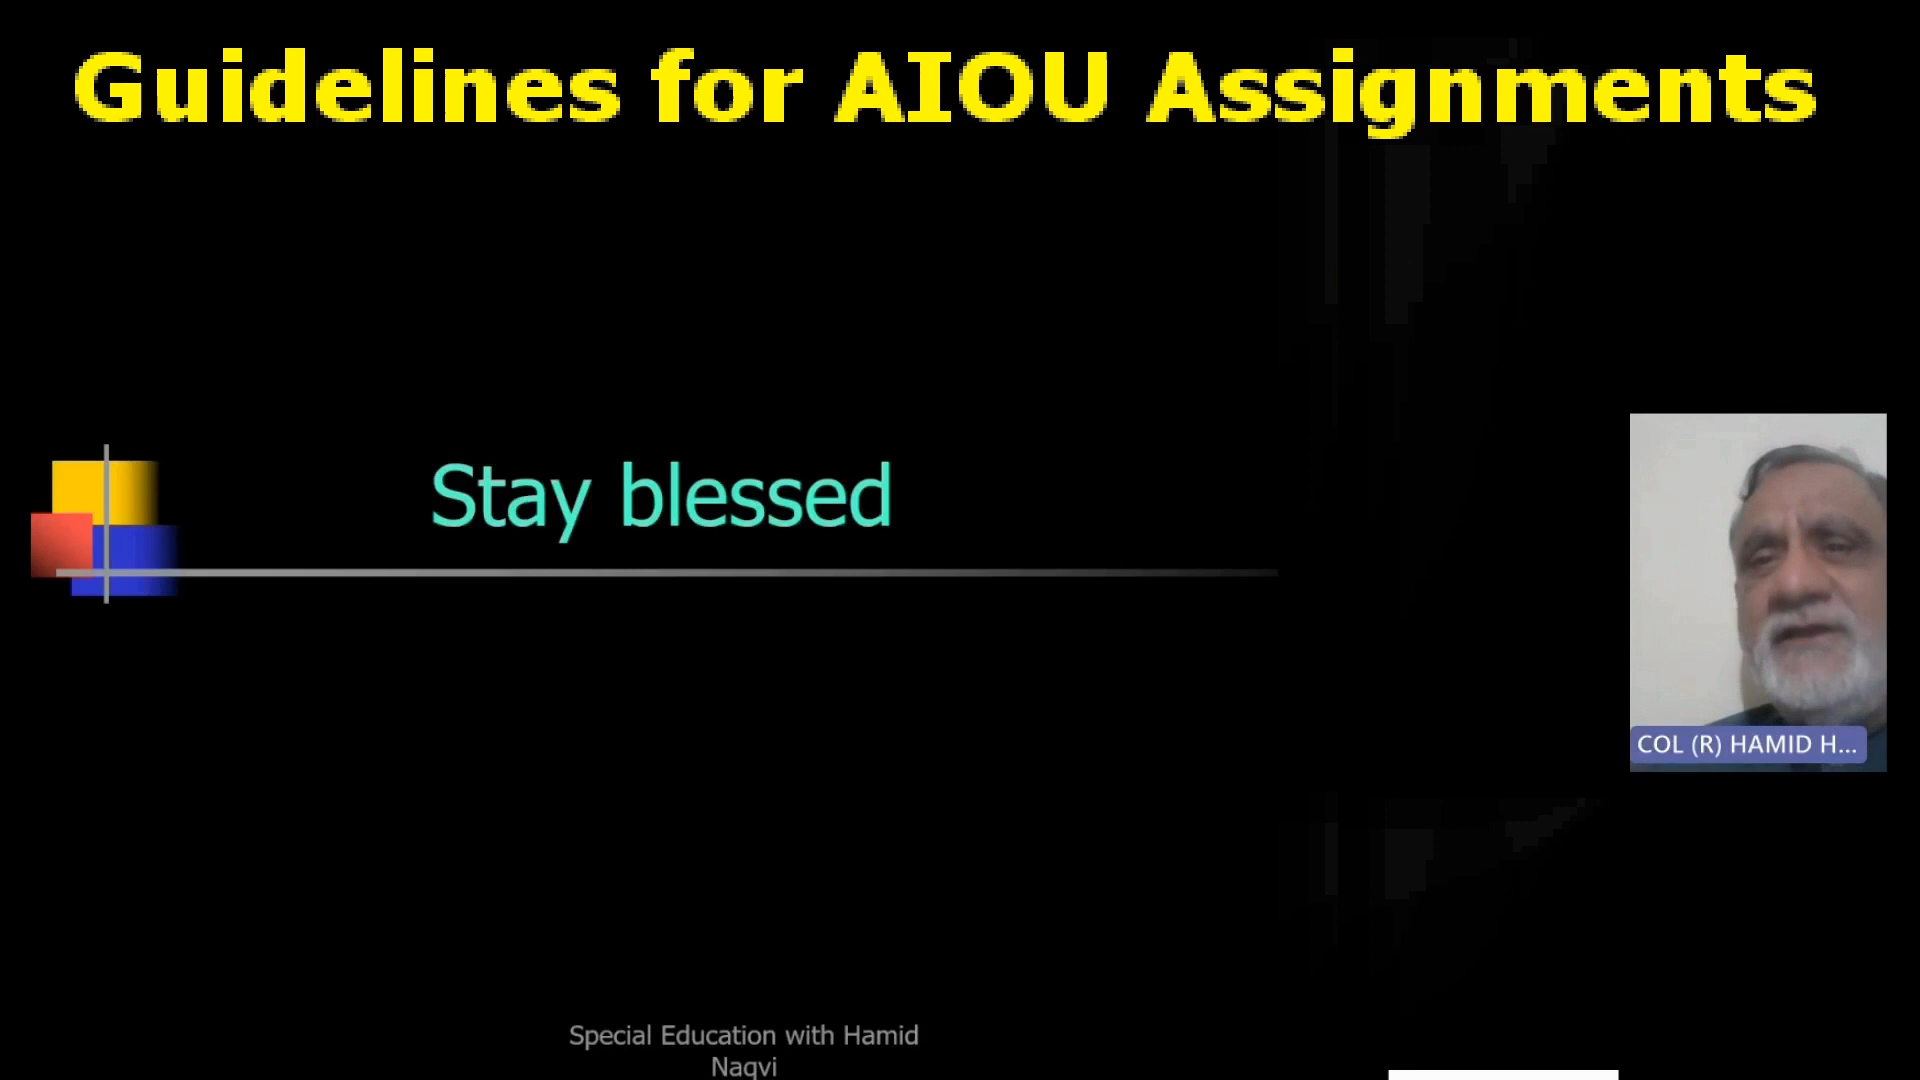 Guidelines for AIOU Assignments
Stay blessed
COL (R) HAMID H...
Special Education with Hamid
Naqvi